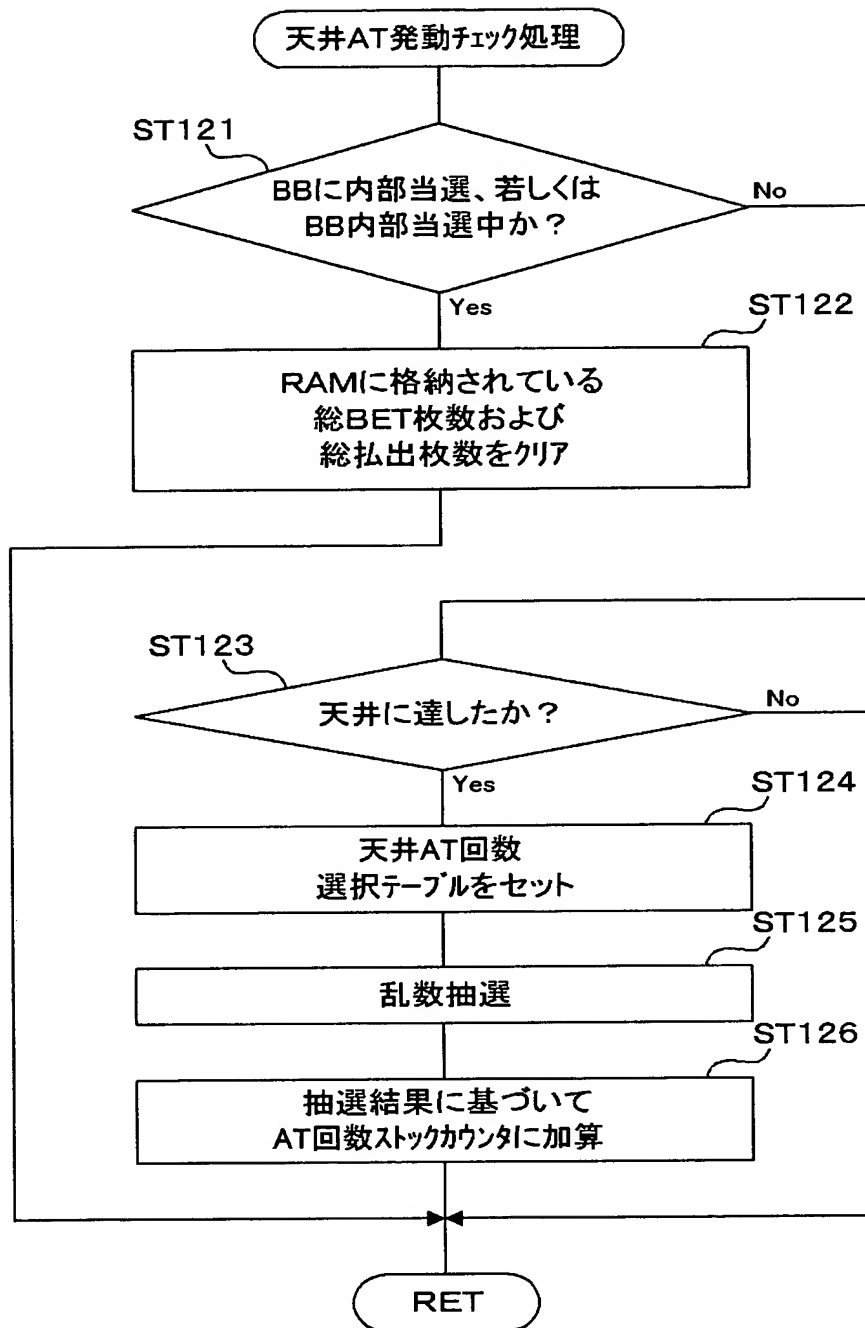 天井AT発動チェック処理
ST121
BBに内部当選、若しくは
BB内部当選中か？
No
Yes
ST122
RAMに格納されている
総BET枚数および
総払出枚数をクリア
ST123
天井に達したか？
No
Yes
ST124
天井AT回数
選択テーブルをセット
ST125
乱数抽選
ST126
抽選結果に基づいて
AT回数ストックカウンタに加算
RET